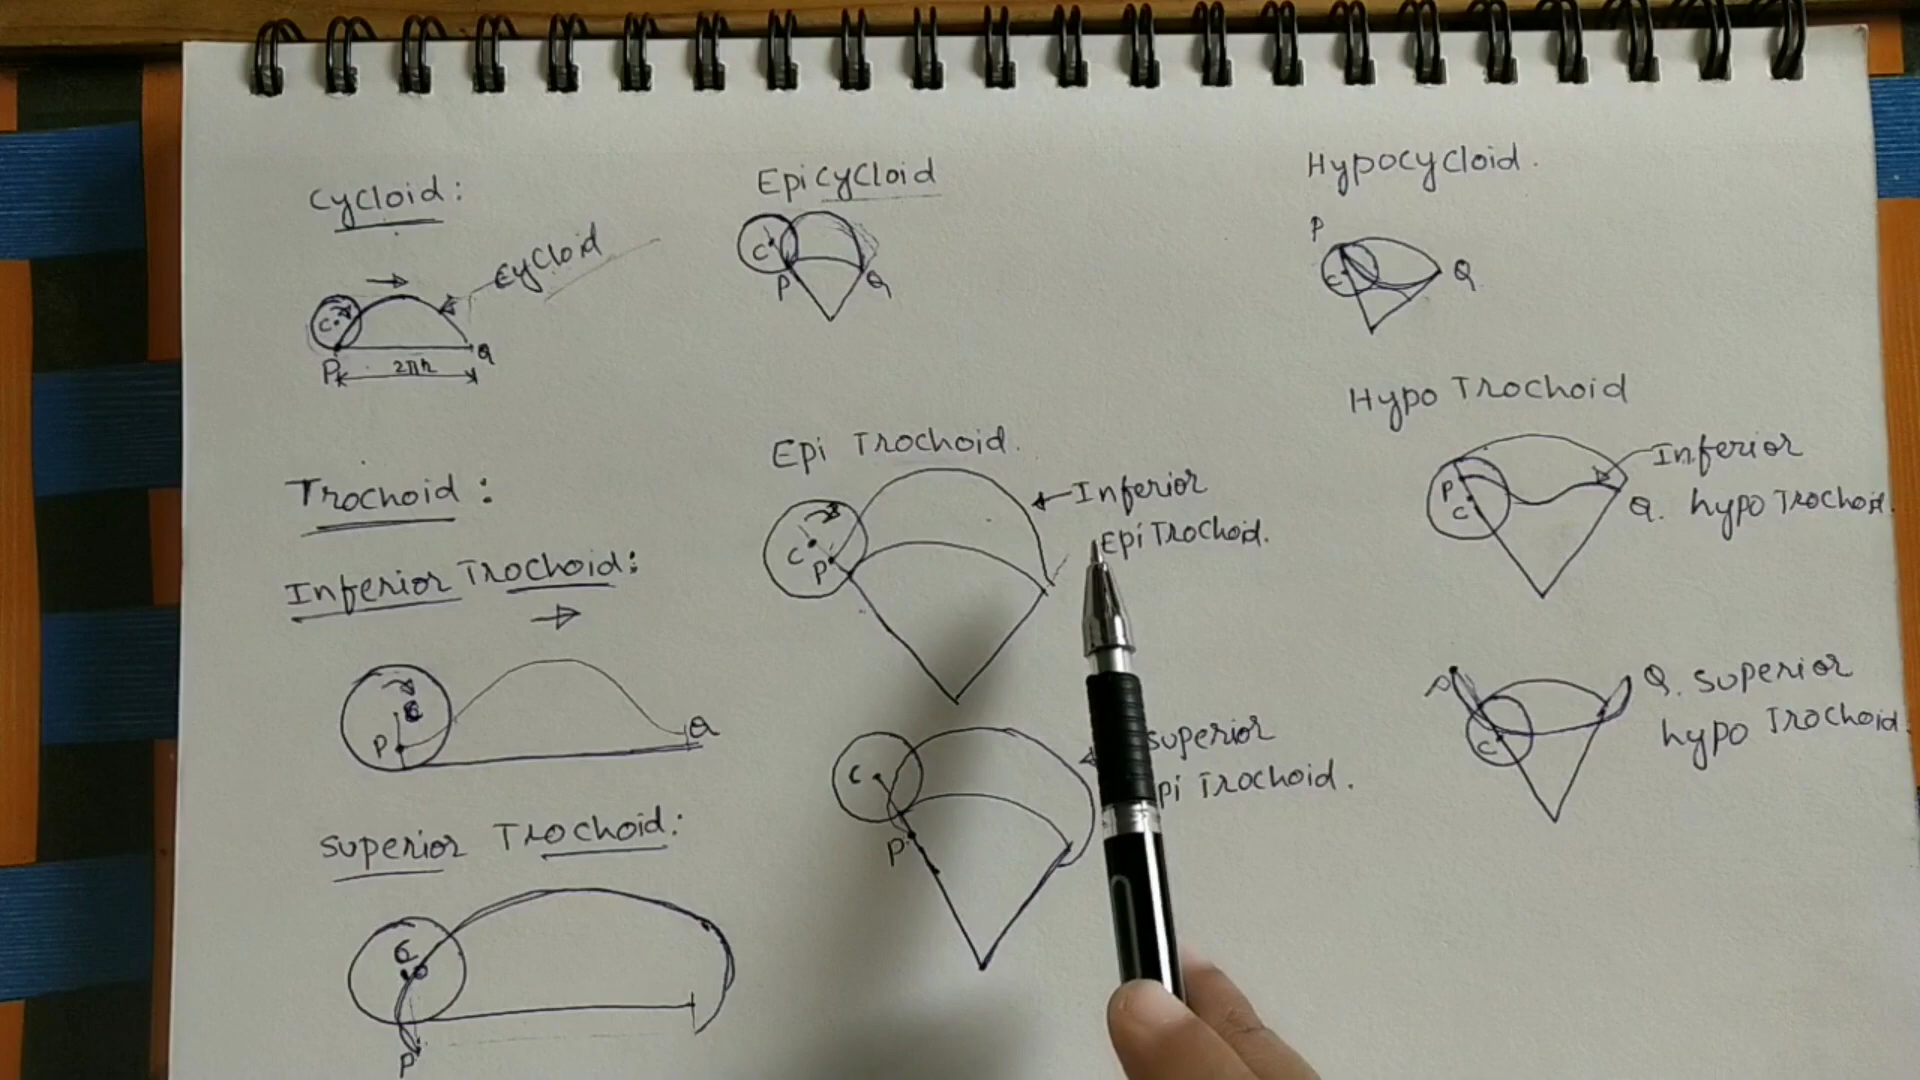 Cycloid:
cycloid
C
P
Q
2πr
Trochoid:
Inferior Trochoid:
C
P
Q
Superior Trochoid:
C
P
Epicycloid
C
P
Q
Epi Trochoid.
C
P
Inferior
Epi Trochoid.
C
P
superior
pi Trochoid.
Hypocycloid.
P
C
Q
Hypo Trochoid
P
C
Inferior
Q. hypo Trochoid.
P
C
Q. superior
hypo Trochoid.